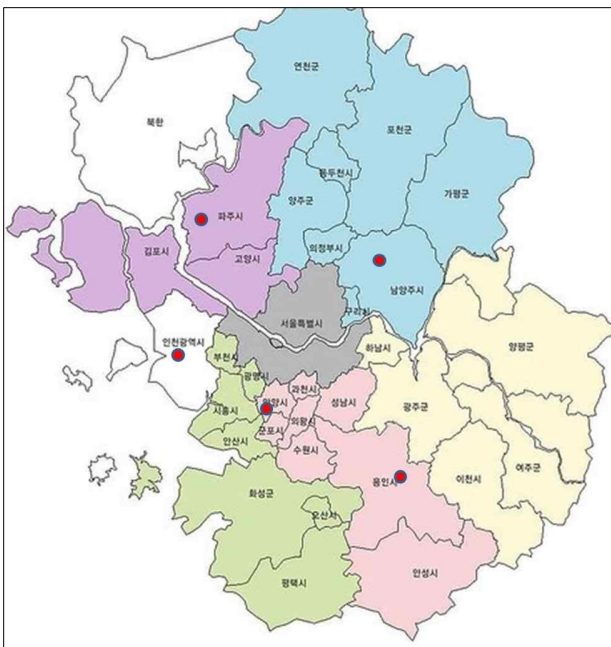 연천군
북한
포천군
동두천시
가평군
양주군
파주시
의정부시
김포시
고양시
남양주시
구리시
서울특별시
인천광역시
하남시
부천시
양평군
광명시
과천시
안양시
성남시
시흥시
의왕시
광주군
군포시
안산시
수원시
여주군
이천시
용인시
화성군
오산시
안성시
평택시